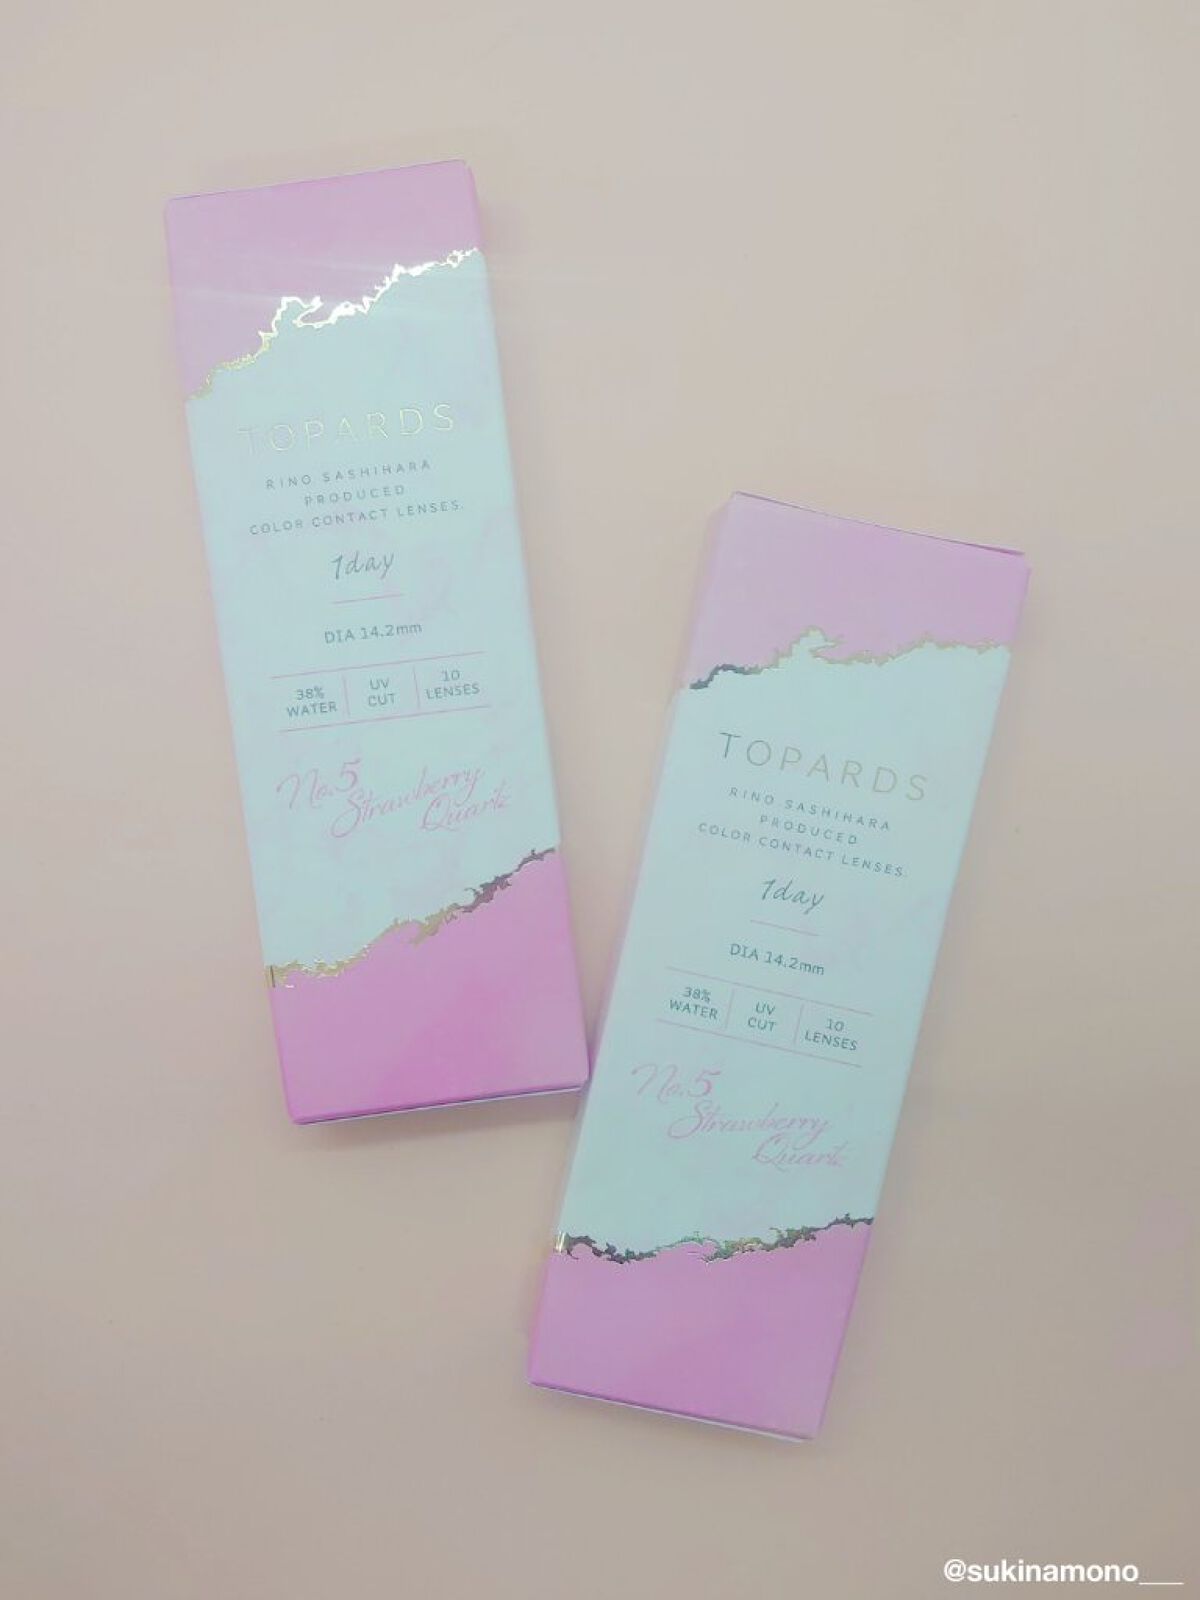 TOPARDS
RINO SASHIHARA
PRODUCED
COLOR CONTACT LENSES.
1day
DIA 14.2mm
38%
WATER
UV
CUT
10
LENSES
No.5
Strawberry
Quartz
TOPARDS
RINO SASHIHARA
PRODUCED
COLOR CONTACT LENSES.
1day
DIA 14.2mm
38%
WATER
UV
CUT
10
LENSES
No.5
Strawberry
Quartz
@sukinamono___